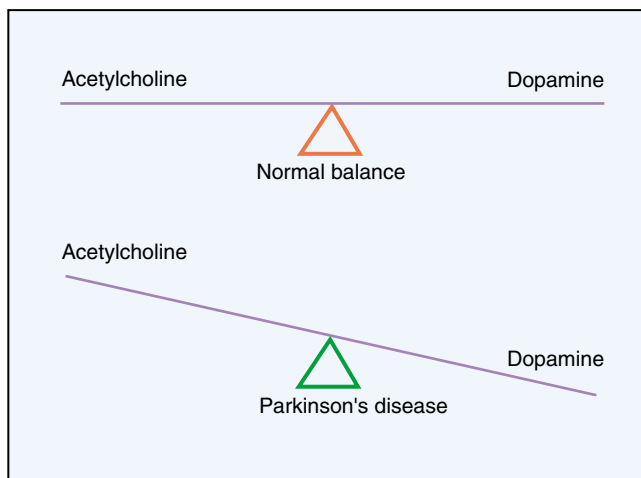 Acetylcholine
Dopamine
Normal balance
Acetylcholine
Dopamine
Parkinson's disease